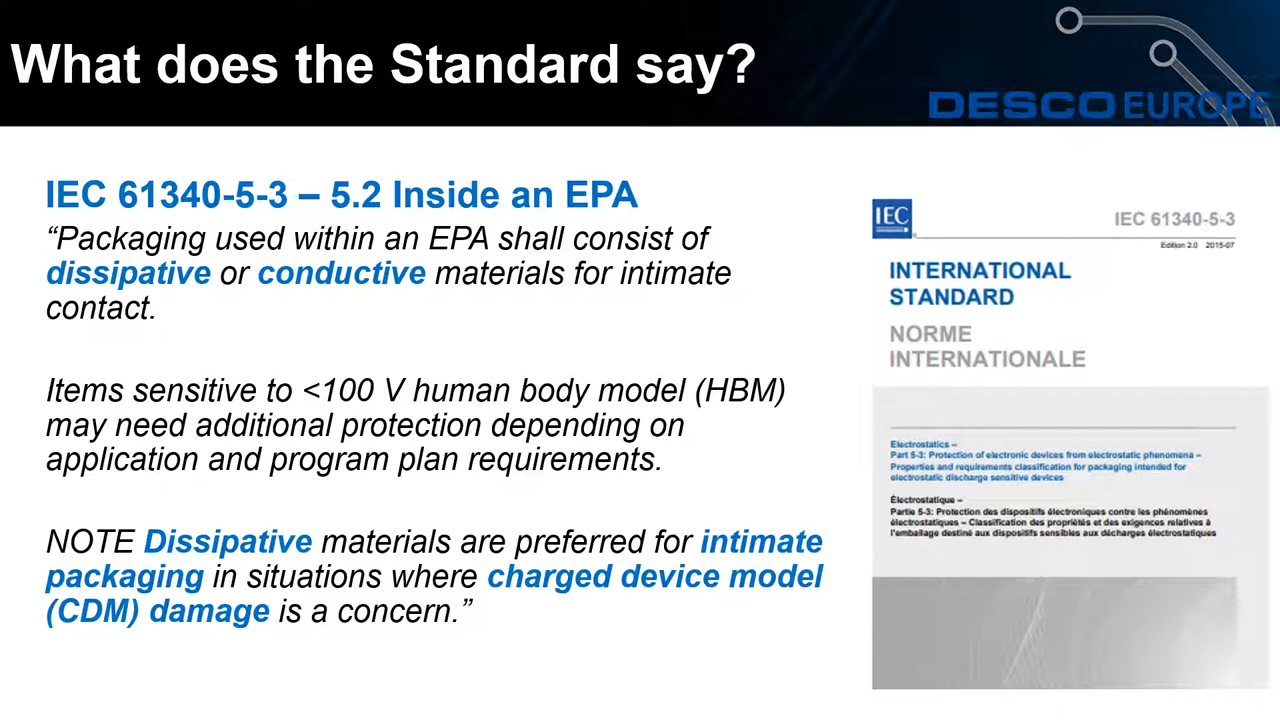 What does the Standard say?
DESCO EUROPE
IEC 61340-5-3 – 5.2 Inside an EPA
“Packaging used within an EPA shall consist of
dissipative or conductive materials for intimate
contact.
Items sensitive to <100 V human body model (HBM)
may need additional protection depending on
application and program plan requirements.
NOTE Dissipative materials are preferred for intimate
packaging in situations where charged device model
(CDM) damage is a concern.”
IEC
IEC 61340-5-3
Edition 2.0 2015-07
INTERNATIONAL
STANDARD
NORME
INTERNATIONALE
Electrostatics –
Part 5-3: Protection of electronic devices from electrostatic phenomena –
Properties and requirements classification for packaging intended for
electrostatic discharge sensitive devices
Électrostatique –
Partie 5-3: Protection des dispositifs électroniques contre les phénomènes
électrostatiques – Classification des propriétés et des exigences relatives à
l'emballage destiné aux dispositifs sensibles aux décharges électrostatiques